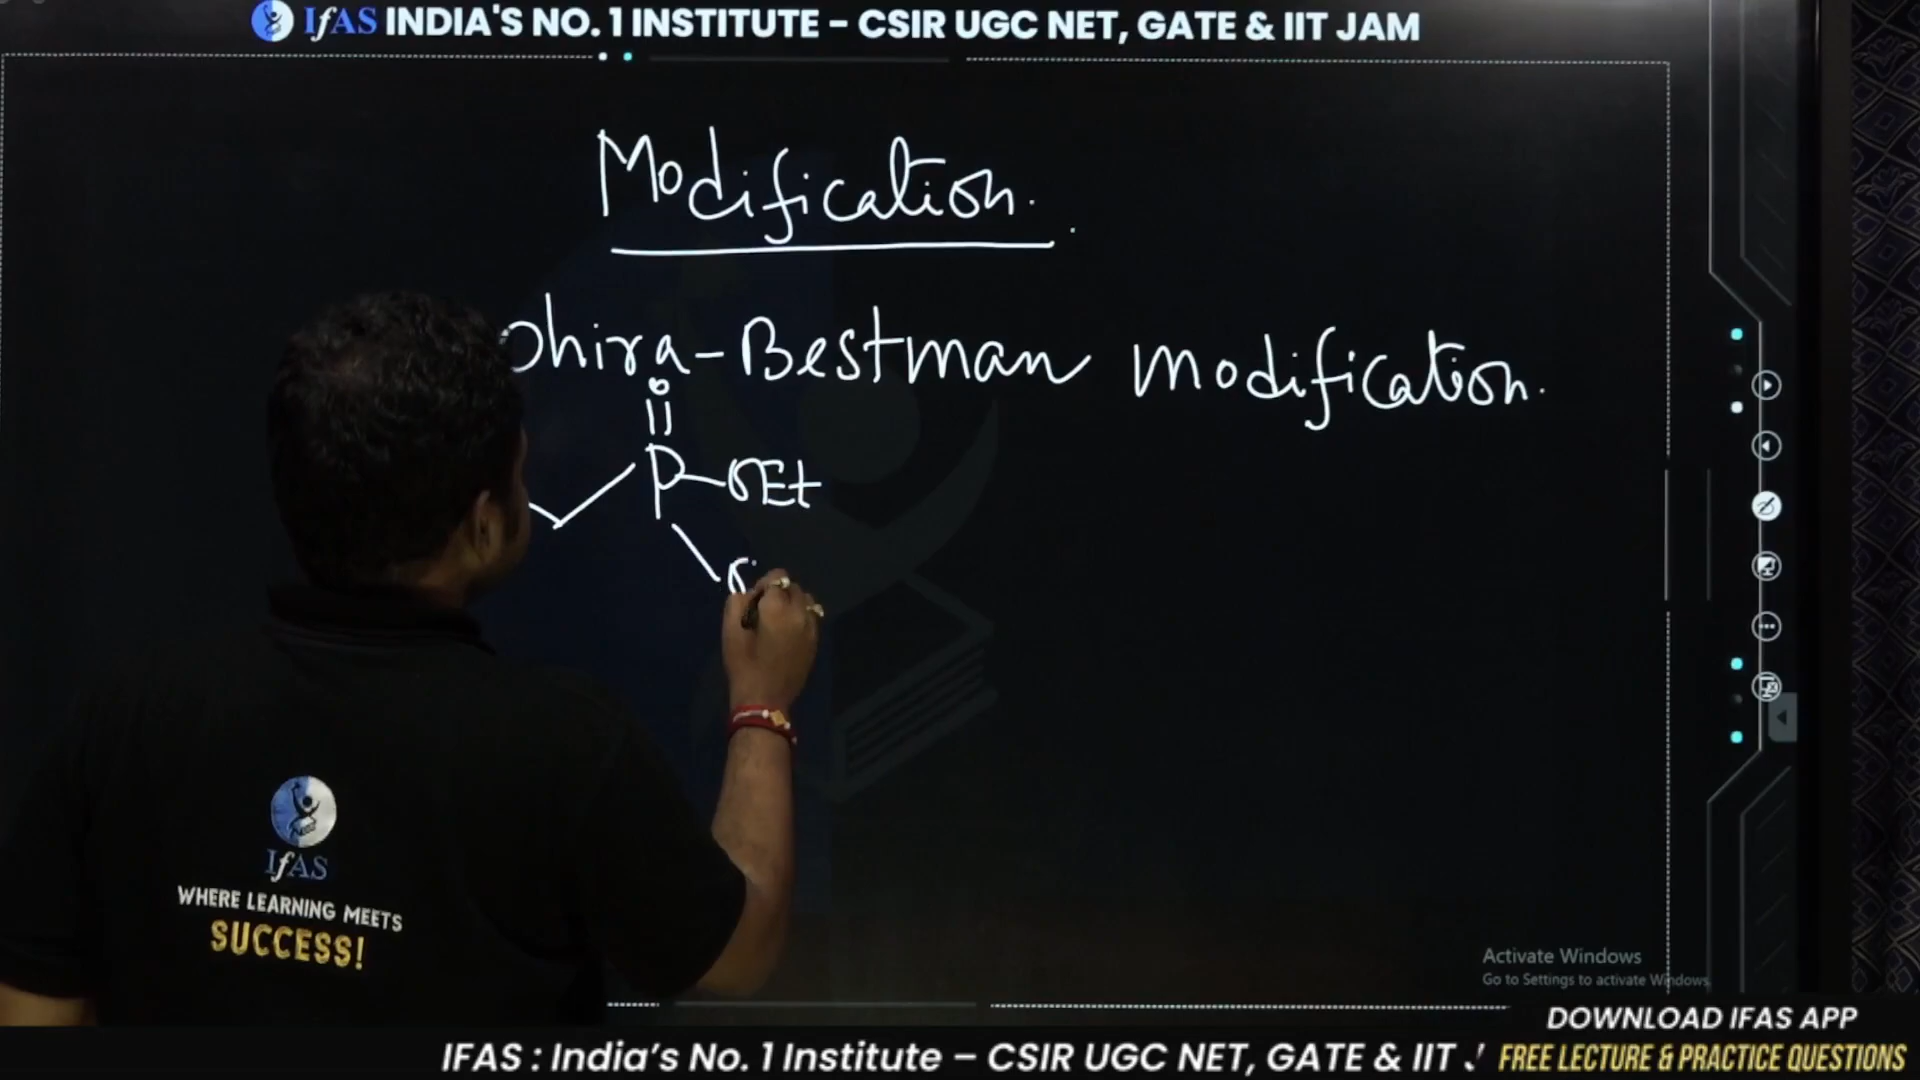 IfAS INDIA'S NO. 1 INSTITUTE - CSIR UGC NET, GATE & IIT JAM
Modification.
Ohira-Bestman modification.
O
P-OEt
O
IfAS
WHERE LEARNING MEETS
SUCCESS!
Activate Windows
Go to Settings to activate Windows.
DOWNLOAD IFAS APP
IFAS : India's No. 1 Institute – CSIR UGC NET, GATE & IIT J
FREE LECTURE & PRACTICE QUESTIONS